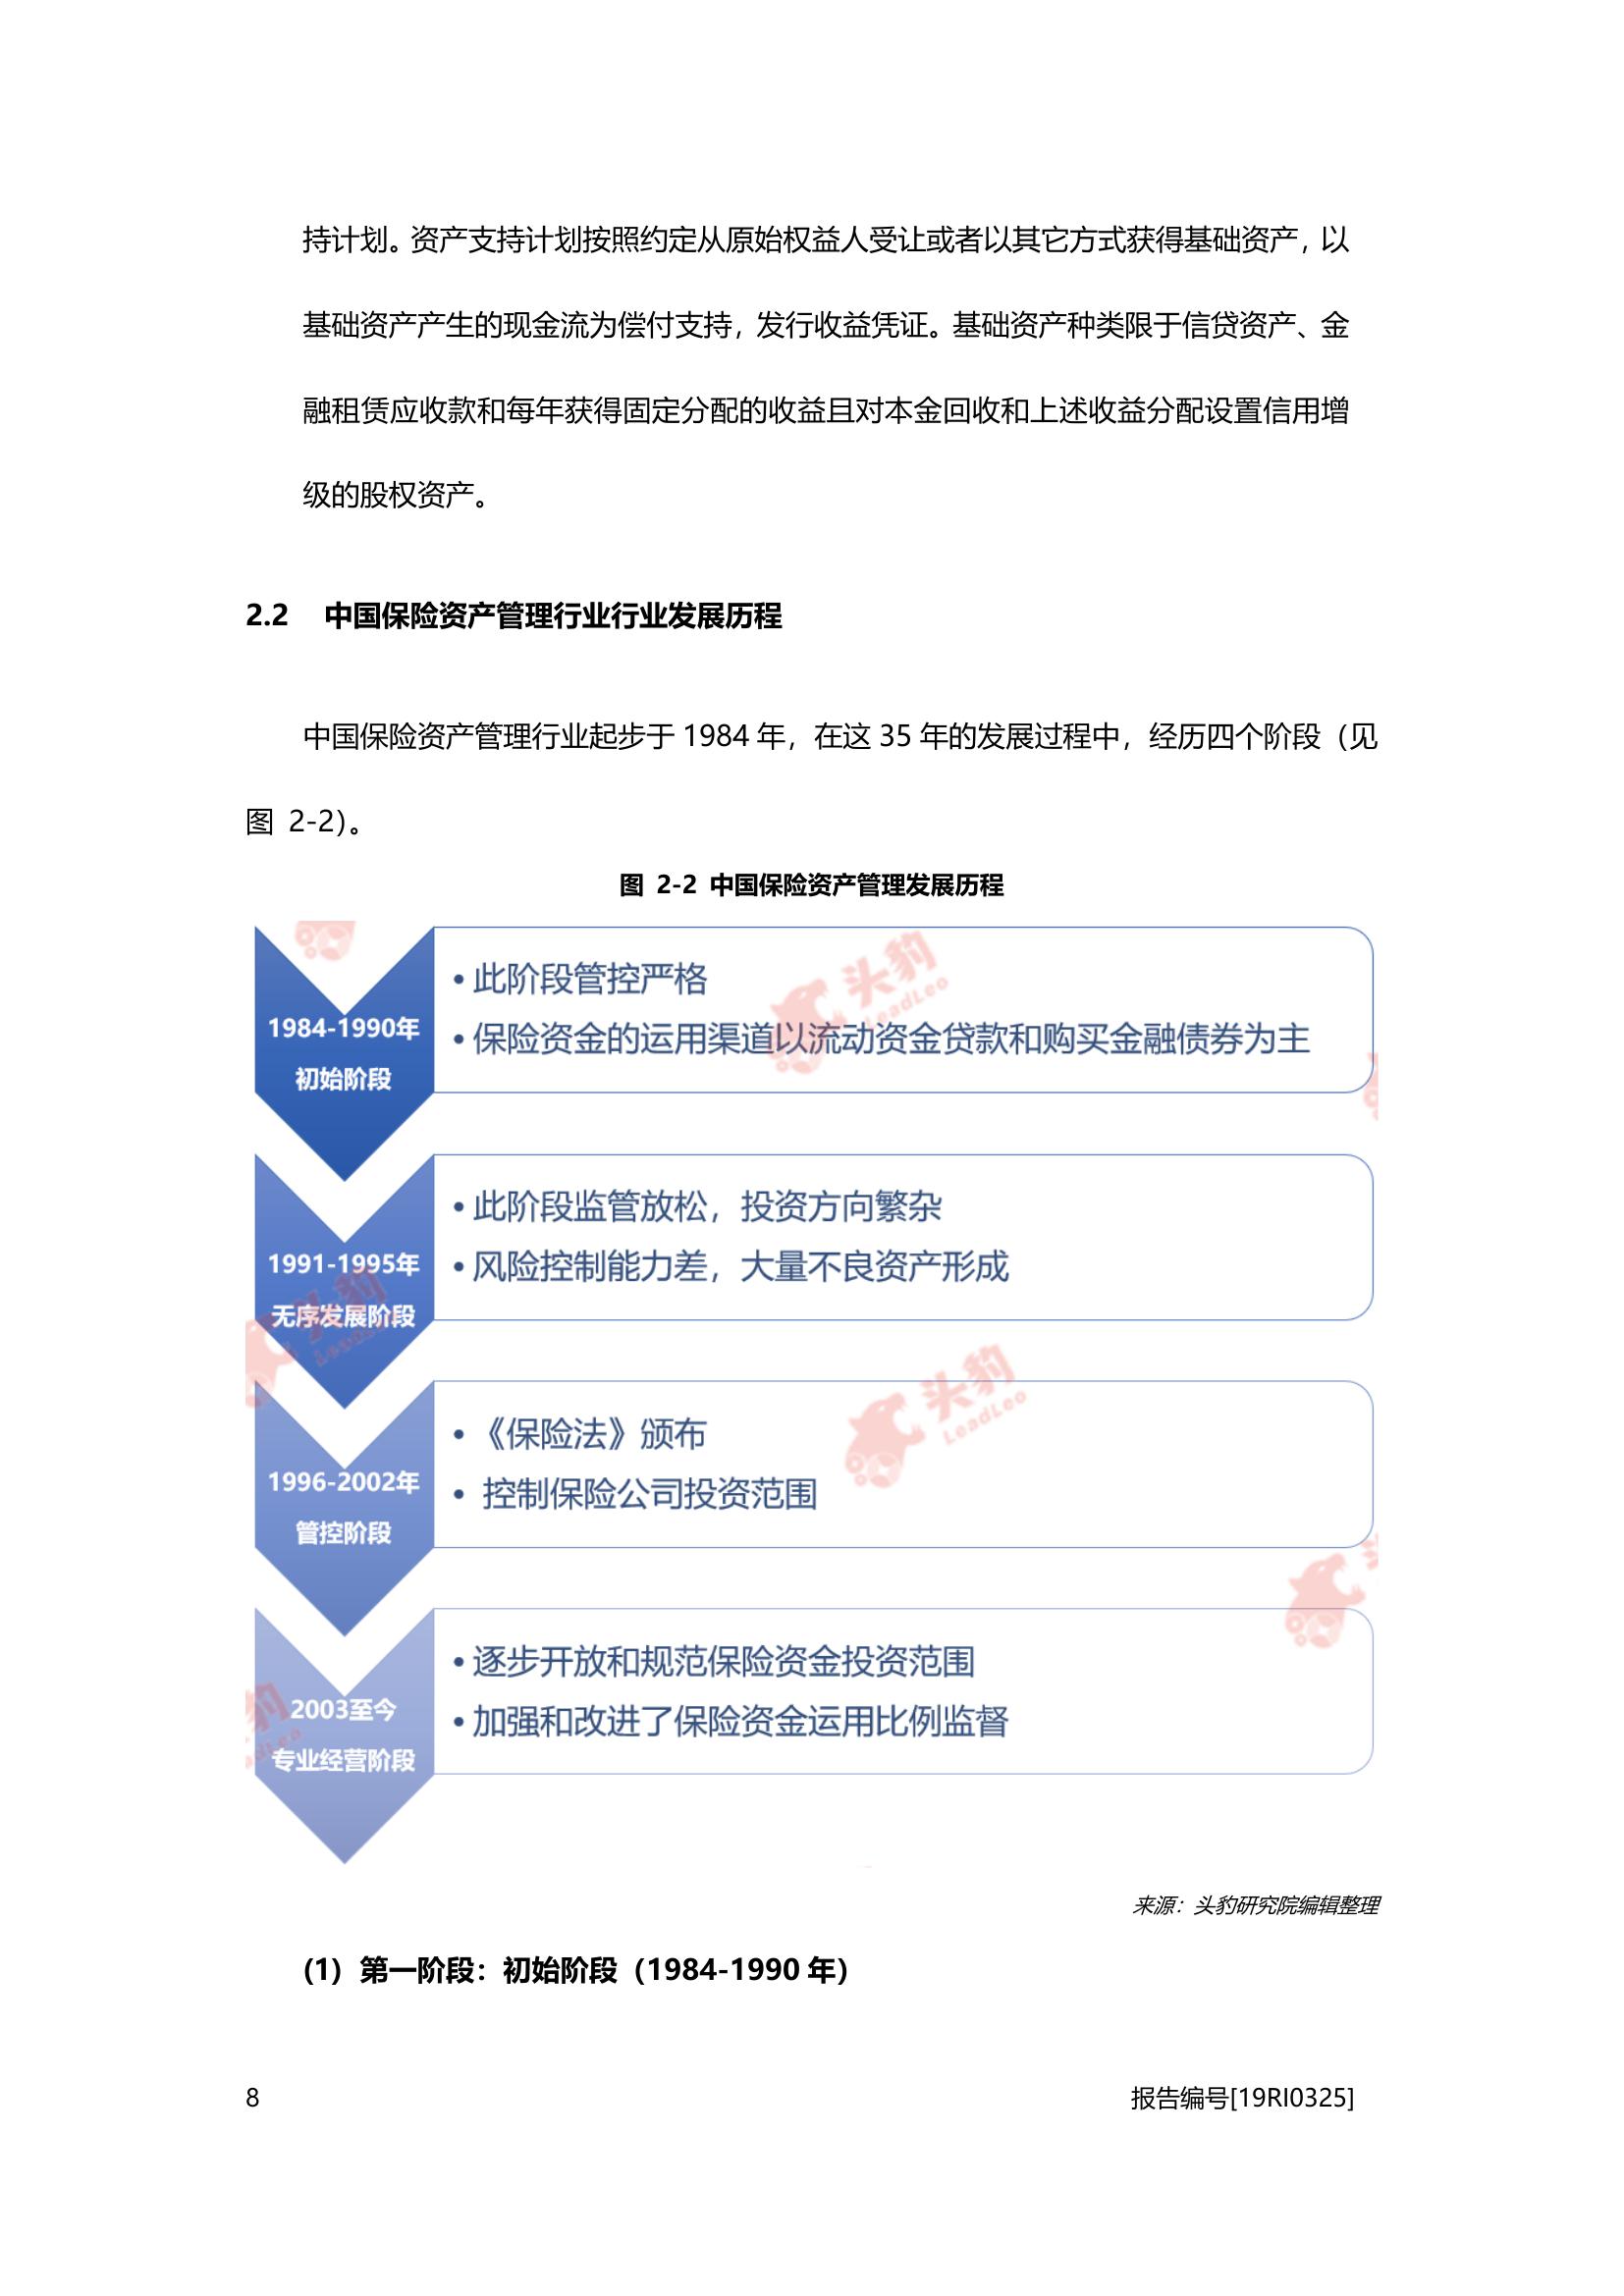 持计划。资产支持计划按照约定从原始权益人受让或者以其它方式获得基础资产，以
基础资产产生的现金流为偿付支持，发行收益凭证。基础资产种类限于信贷资产、金
融租赁应收款和每年获得固定分配的收益且对本金回收和上述收益分配设置信用增
级的股权资产。
2.2 中国保险资产管理行业行业发展历程
中国保险资产管理行业起步于 1984 年，在这 35 年的发展过程中，经历四个阶段（见
图 2-2）。
图 2-2 中国保险资产管理发展历程
1984-1990年
初始阶段
• 此阶段管控严格
• 保险资金的运用渠道以流动资金贷款和购买金融债券为主
头豹
LeadLeo
1991-1995年
无序发展阶段
• 此阶段监管放松，投资方向繁杂
• 风险控制能力差，大量不良资产形成
头豹
1996-2002年
管控阶段
• 《保险法》颁布
• 控制保险公司投资范围
头豹
LeadLeo
2003至今
专业经营阶段
• 逐步开放和规范保险资金投资范围
• 加强和改进了保险资金运用比例监督
来源：头豹研究院编辑整理
(1) 第一阶段：初始阶段（1984-1990 年）
8 报告编号[19RI0325]